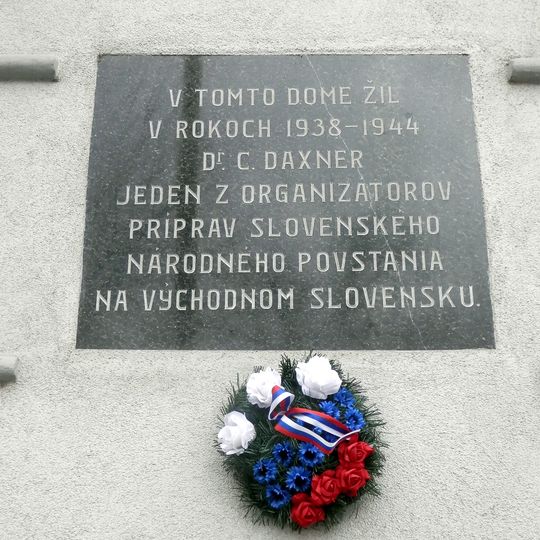 V TOMTO DOME ŽIL
V ROKOCH 1938-1944
Dr. C. DAXNER
JEDEN Z ORGANIZÁTOROV
PRÍPRAV SLOVENSKÉHO
NÁRODNÉHO POVSTANIA
NA VÝCHODNOM SLOVENSKU.